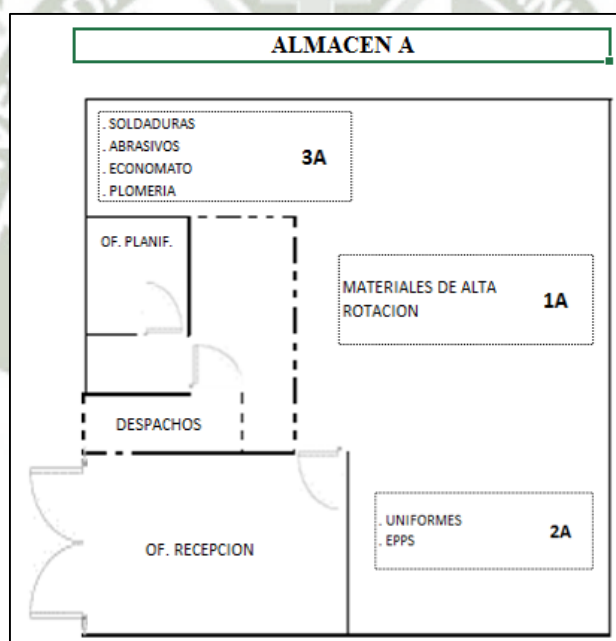 ALMACEN A
. SOLDADURAS
. ABRASIVOS
. ECONOMATO
. PLOMERIA
3A
OF. PLANIF.
MATERIALES DE ALTA
ROTACION
1A
DESPACHOS
. UNIFORMES
. EPPS
2A
OF. RECEPCION